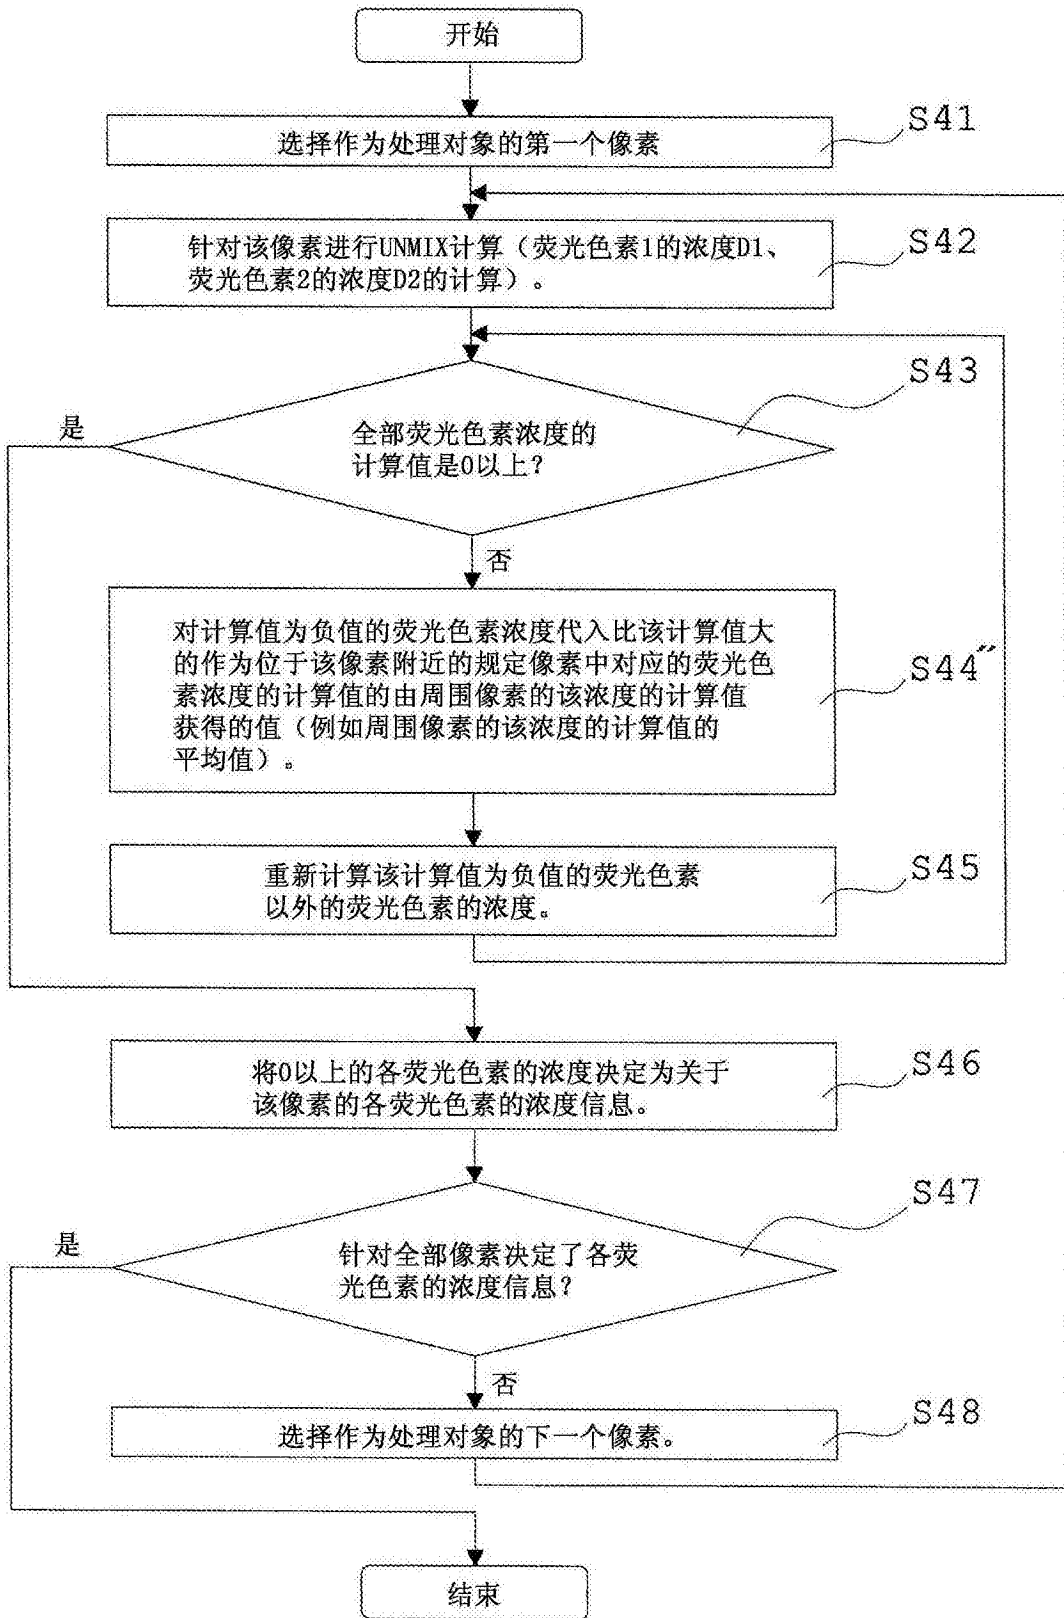 开始
选择作为处理对象的第一个像素
S41
针对该像素进行UNMIX计算（荧光色素1的浓度D1、
荧光色素2的浓度D2的计算）。
S42
S43
是
全部荧光色素浓度的
计算值是0以上？
否
对计算值为负值的荧光色素浓度代入比该计算值大
的作为位于该像素附近的规定像素中对应的荧光色
素浓度的计算值的由周围像素的该浓度的计算值
获得的值（例如周围像素的该浓度的计算值的
平均值）。
S44″
重新计算该计算值为负值的荧光色素
以外的荧光色素的浓度。
S45
将0以上的各荧光色素的浓度决定为关于
该像素的各荧光色素的浓度信息。
S46
S47
是
针对全部像素决定了各荧
光色素的浓度信息？
否
选择作为处理对象的下一个像素。
S48
结束